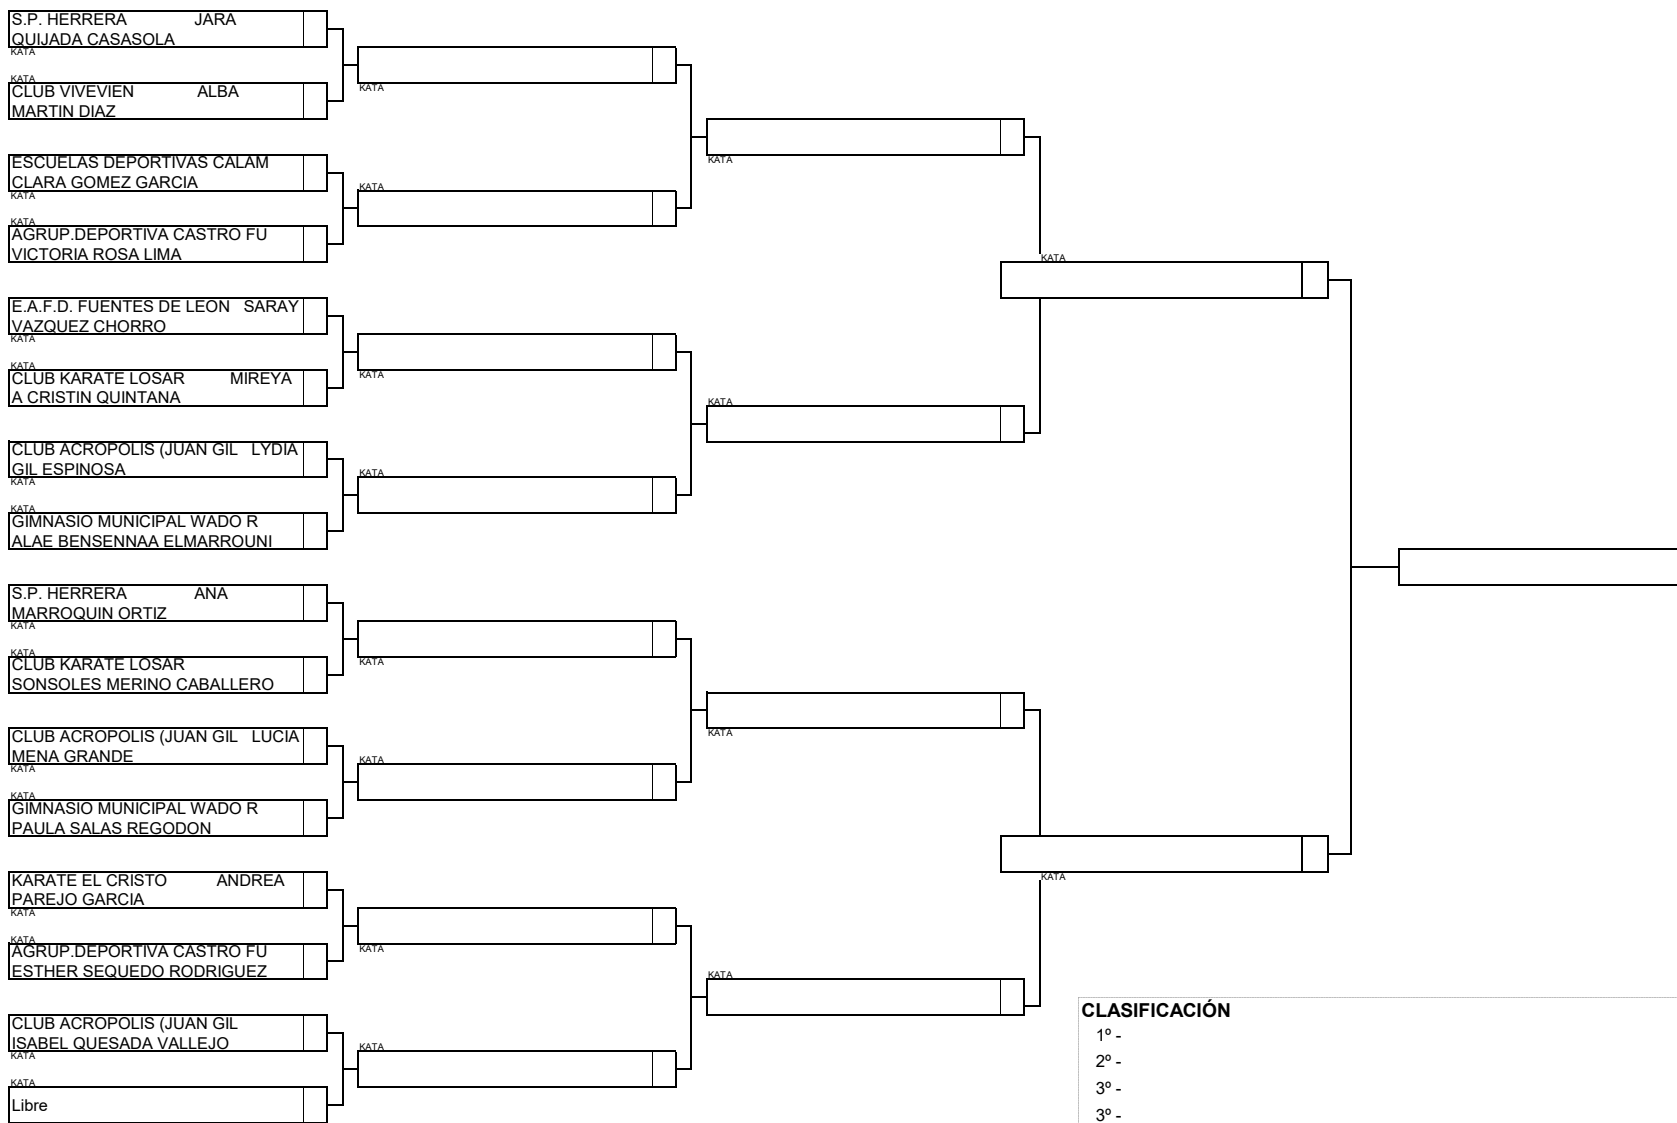 S.P. HERRERA JARA
QUIJADA CASASOLA
KATA
KATA
CLUB VIVEVIEN ALBA
MARTIN DIAZ
ESCUELAS DEPORTIVAS CALAM
CLARA GOMEZ GARCIA
KATA
KATA
AGRUP.DEPORTIVA CASTRO FU
VICTORIA ROSA LIMA
E.A.F.D. FUENTES DE LEON SARAY
VAZQUEZ CHORRO
KATA
KATA
CLUB KARATE LOSAR MIREYA
A CRISTIN QUINTANA
CLUB ACROPOLIS (JUAN GIL LYDIA
GIL ESPINOSA
KATA
KATA
GIMNASIO MUNICIPAL WADO R
ALAE BENSENNAA ELMARROUNI
S.P. HERRERA ANA
MARROQUIN ORTIZ
KATA
KATA
CLUB KARATE LOSAR
SONSOLES MERINO CABALLERO
CLUB ACROPOLIS (JUAN GIL LUCIA
MENA GRANDE
KATA
KATA
GIMNASIO MUNICIPAL WADO R
PAULA SALAS REGODON
KARATE EL CRISTO ANDREA
PAREJO GARCIA
KATA
KATA
AGRUP.DEPORTIVA CASTRO FU
ESTHER SEQUEDO RODRIGUEZ
CLUB ACROPOLIS (JUAN GIL
ISABEL QUESADA VALLEJO
KATA
KATA
Libre
KATA
KATA
KATA
KATA
KATA
KATA
KATA
KATA
KATA
KATA
KATA
KATA
KATA
KATA
CLASIFICACIÓN
1º -
2º -
3º -
3º -